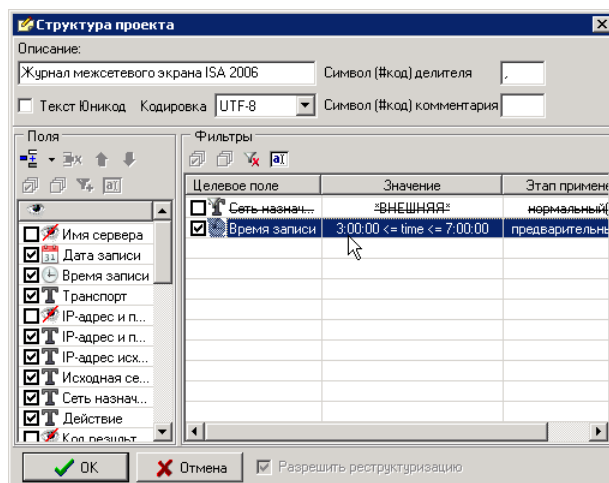 Структура проекта
Описание:
Журнал межсетевого экрана ISA 2006
Символ (#код) делителя
,
Текст Юникод
Кодировка
UTF-8
Символ (#код) комментария
Поля
Фильтры
Целевое поле
Значение
Этап примене
Сеть назнач...
*ВНЕШНЯЯ*
нормальный(
Время записи
3:00:00 <= time <= 7:00:00
предварительны
Имя сервера
Дата записи
Время записи
Транспорт
IP-адрес и п...
IP-адрес и п...
IP-адрес исх...
Исходная се...
Сеть назнач...
Действие
Код результ
OK
Отмена
Разрешить реструктуризацию